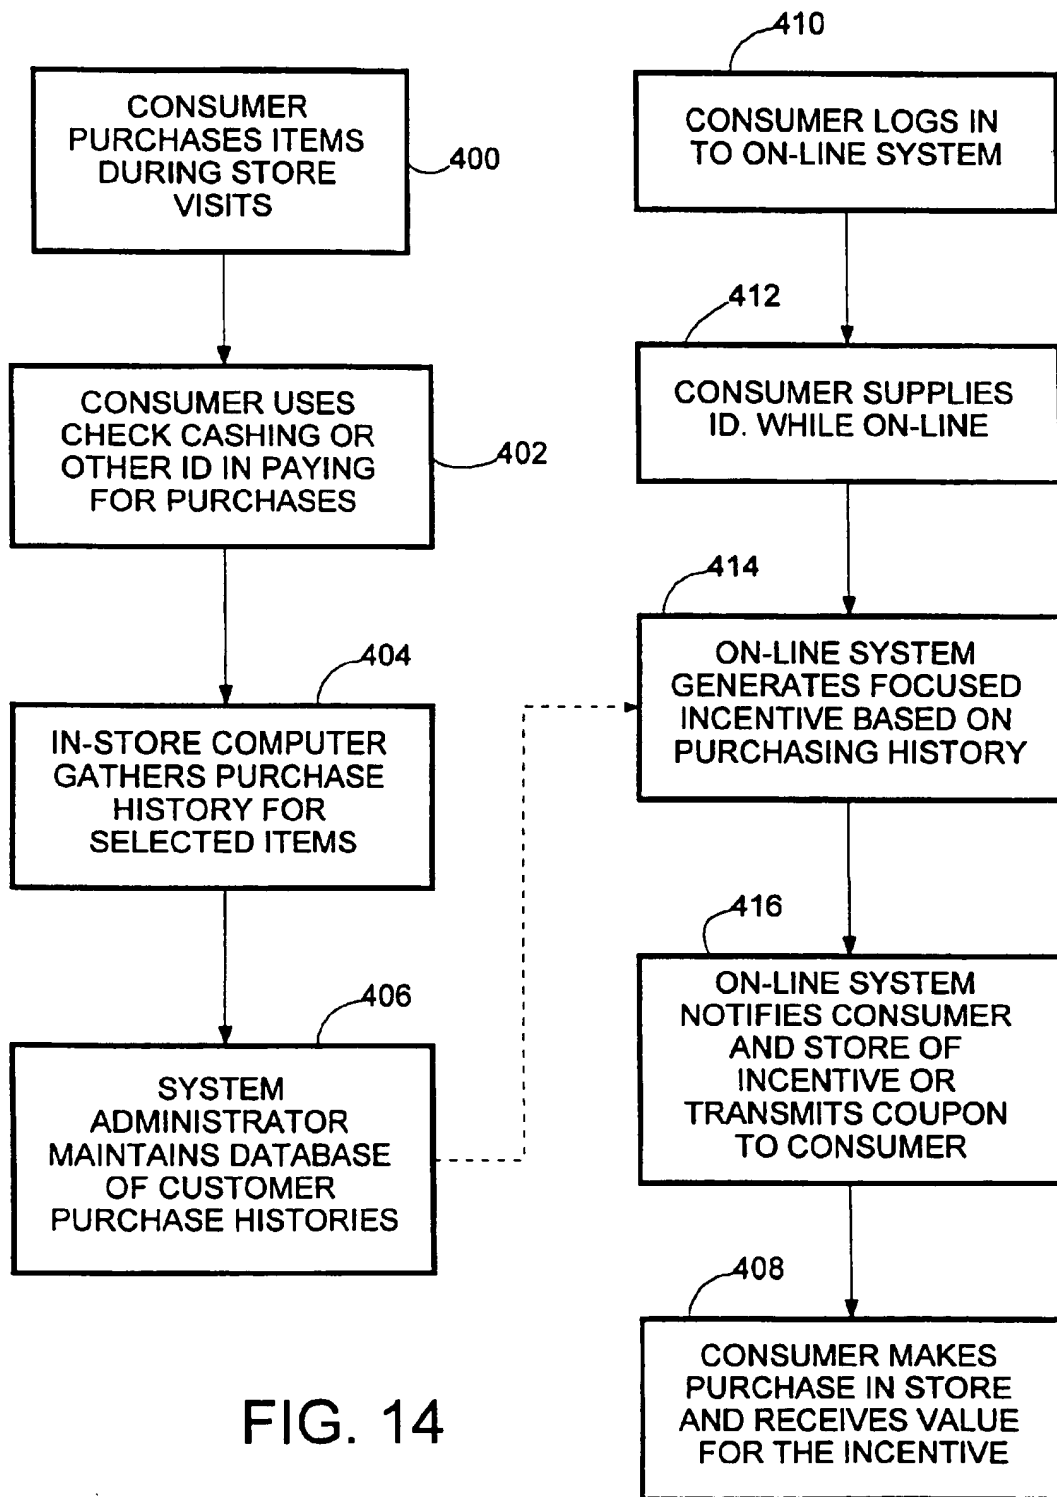 CONSUMER
PURCHASES ITEMS
DURING STORE
VISITS
400
CONSUMER USES
CHECK CASHING OR
OTHER ID IN PAYING
FOR PURCHASES
402
404
IN-STORE COMPUTER
GATHERS PURCHASE
HISTORY FOR
SELECTED ITEMS
406
SYSTEM
ADMINISTRATOR
MAINTAINS DATABASE
OF CUSTOMER
PURCHASE HISTORIES
410
CONSUMER LOGS IN
TO ON-LINE SYSTEM
412
CONSUMER SUPPLIES
ID. WHILE ON-LINE
414
ON-LINE SYSTEM
GENERATES FOCUSED
INCENTIVE BASED ON
PURCHASING HISTORY
416
ON-LINE SYSTEM
NOTIFIES CONSUMER
AND STORE OF
INCENTIVE OR
TRANSMITS COUPON
TO CONSUMER
408
CONSUMER MAKES
PURCHASE IN STORE
AND RECEIVES VALUE
FOR THE INCENTIVE
FIG. 14